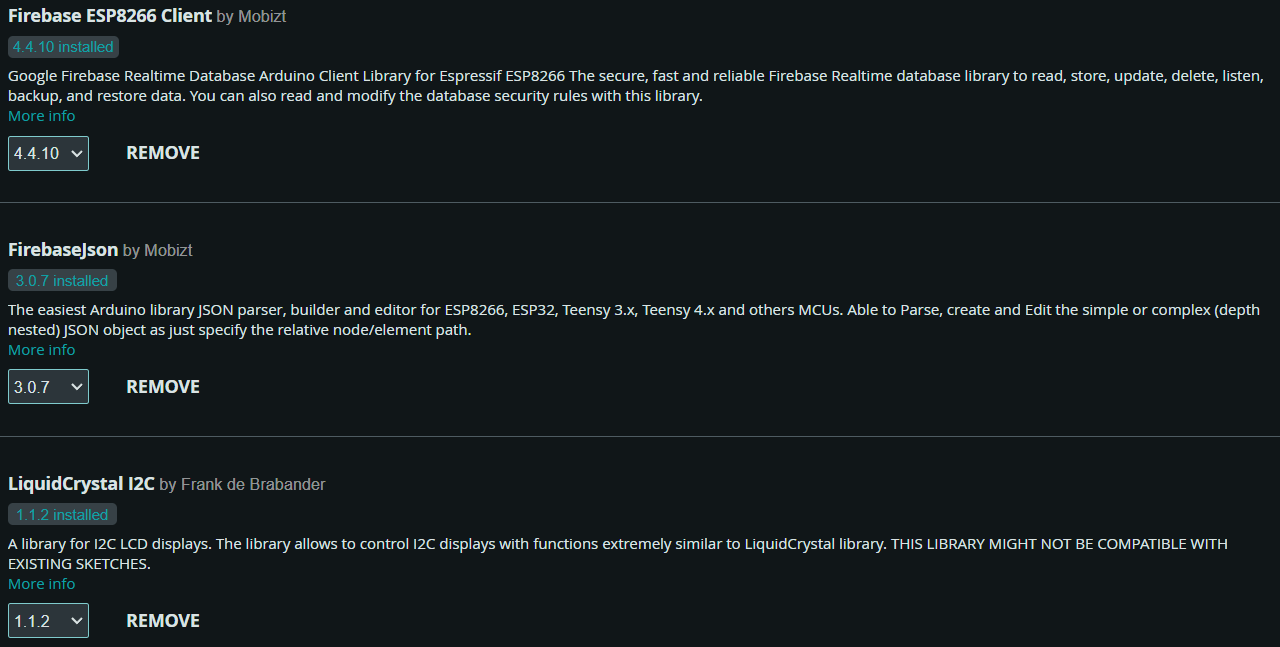 Firebase ESP8266 Client by Mobizt
4.4.10 installed
Google Firebase Realtime Database Arduino Client Library for Espressif ESP8266 The secure, fast and reliable Firebase Realtime database library to read, store, update, delete, listen,
backup, and restore data. You can also read and modify the database security rules with this library.
More info
4.4.10 REMOVE
FirebaseJson by Mobizt
3.0.7 installed
The easiest Arduino library JSON parser, builder and editor for ESP8266, ESP32, Teensy 3.x, Teensy 4.x and others MCUs. Able to Parse, create and Edit the simple or complex (depth
nested) JSON object as just specify the relative node/element path.
More info
3.0.7 REMOVE
LiquidCrystal I2C by Frank de Brabander
1.1.2 installed
A library for I2C LCD displays. The library allows to control I2C displays with functions extremely similar to LiquidCrystal library. THIS LIBRARY MIGHT NOT BE COMPATIBLE WITH
EXISTING SKETCHES.
More info
1.1.2 REMOVE